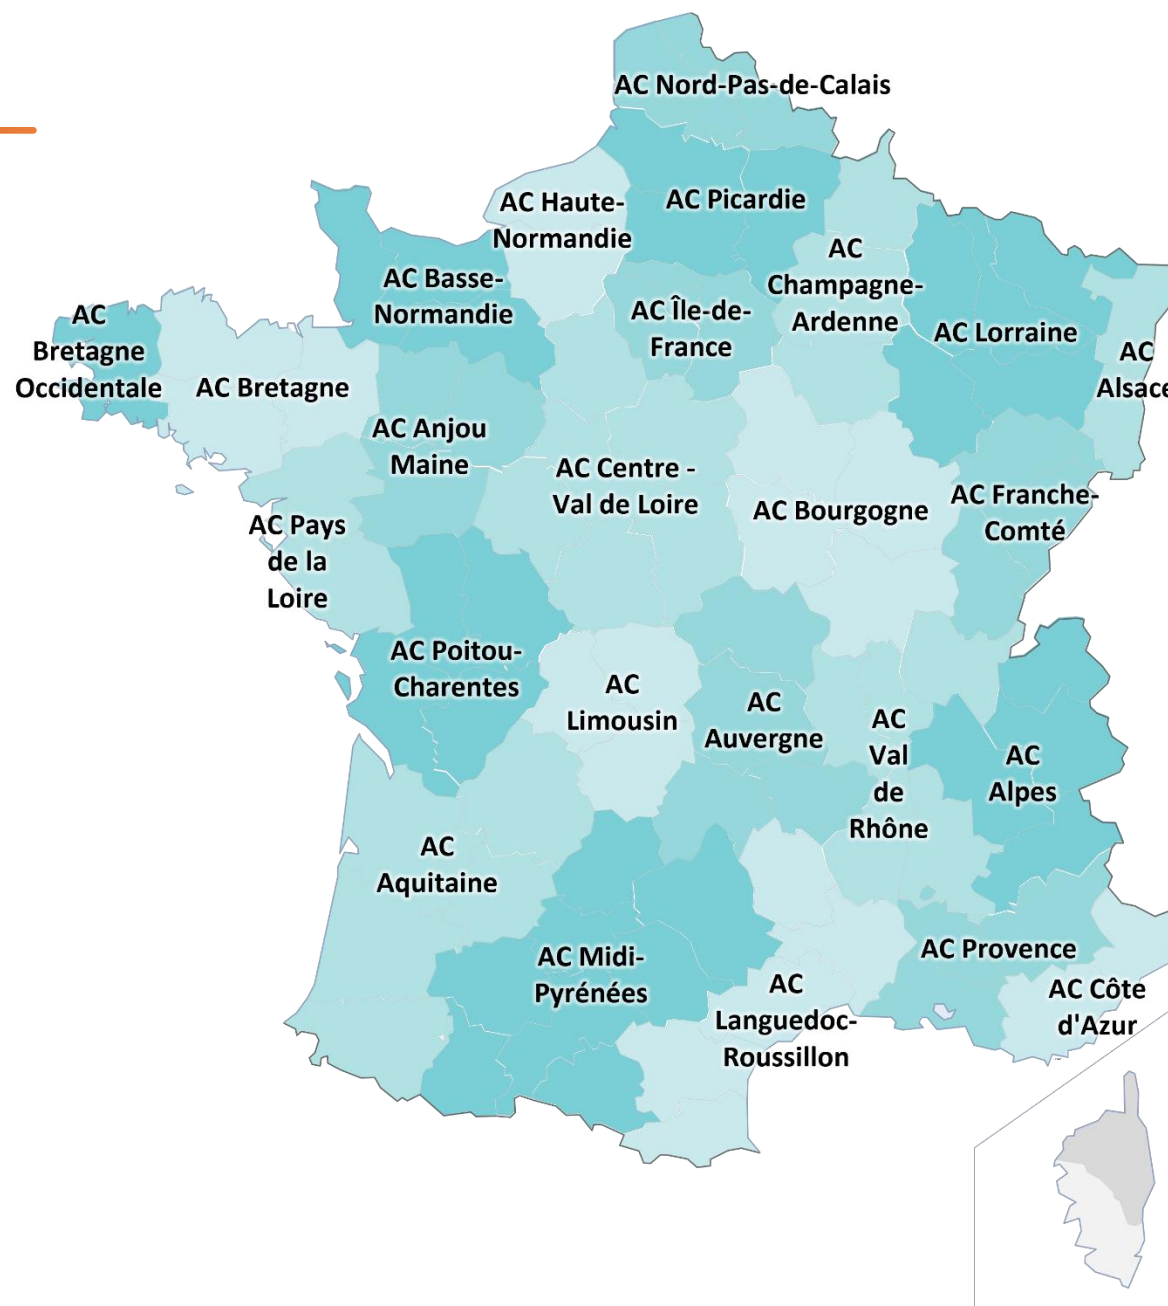 AC Nord-Pas-de-Calais
AC Picardie
AC Haute-
Normandie
AC
Champagne-
Ardenne
AC Basse-
Normandie
AC Île-de-
France
AC Lorraine
AC
Alsace
AC
Bretagne
Occidentale
AC Bretagne
AC Anjou
Maine
AC Centre -
Val de Loire
AC Bourgogne
AC Franche-
Comté
AC Pays
de la
Loire
AC Poitou-
Charentes
AC
Limousin
AC
Auvergne
AC
Val
de
Rhône
AC
Alpes
AC
Aquitaine
AC Midi-
Pyrénées
AC
Languedoc-
Roussillon
AC Provence
AC Côte
d'Azur